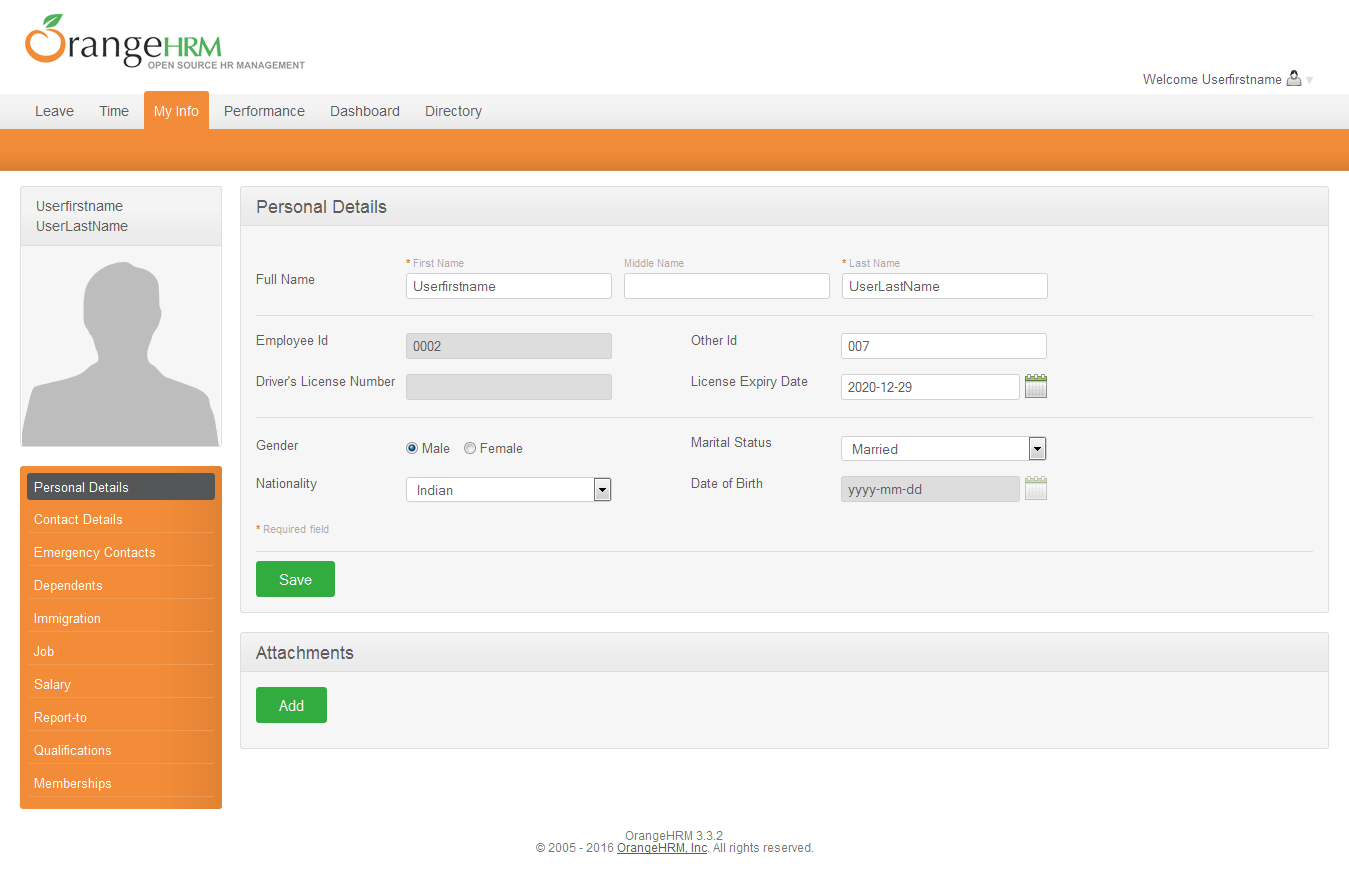 OrangeHRM
OPEN SOURCE HR MANAGEMENT
Welcome Userfirstname
Leave Time My Info Performance Dashboard Directory
Userfirstname
UserLastName
Personal Details
Contact Details
Emergency Contacts
Dependents
Immigration
Job
Salary
Report-to
Qualifications
Memberships
Personal Details
* First Name Middle Name * Last Name
Full Name Userfirstname UserLastName
Employee Id 0002 Other Id 007
Driver's License Number License Expiry Date 2020-12-29
Gender Male Female Marital Status Married
Nationality Indian Date of Birth yyyy-mm-dd
* Required field
Save
Attachments
Add
OrangeHRM 3.3.2
© 2005 - 2016 OrangeHRM, Inc. All rights reserved.